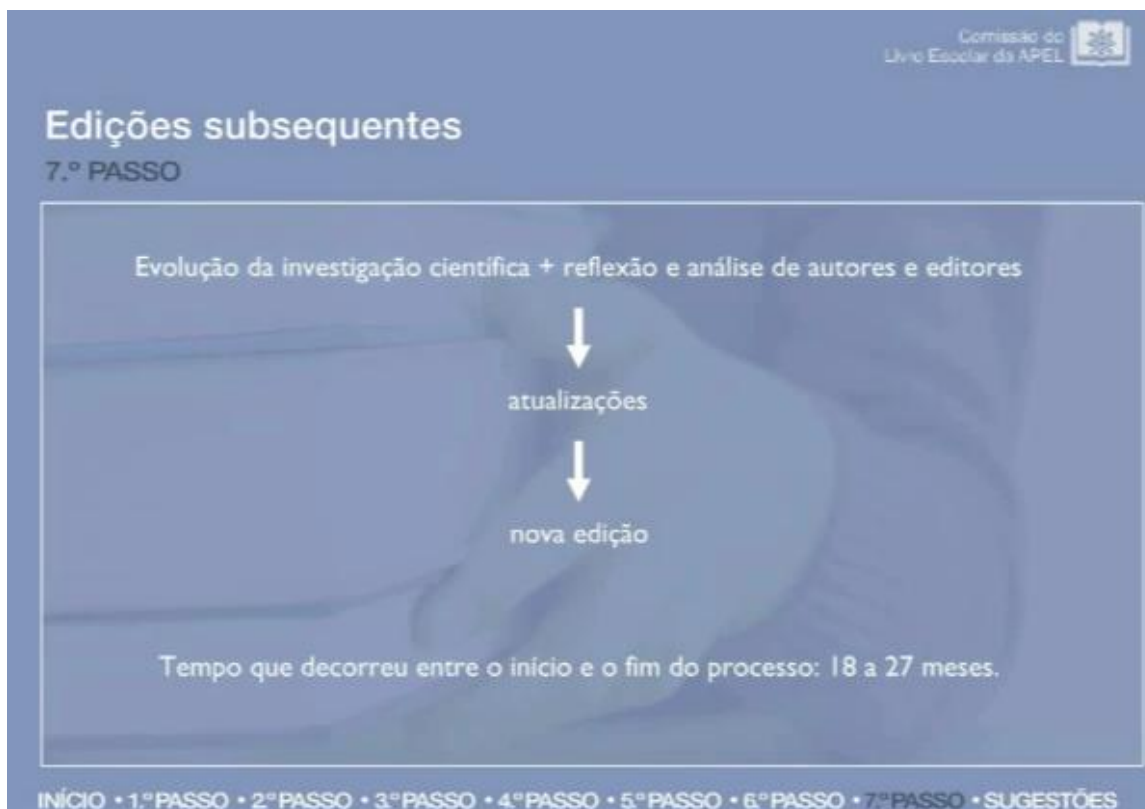 Comissão do
Livro Escolar da APEL
Edições subsequentes
7.º PASSO
Evolução da investigação científica + reflexão e análise de autores e editores
atualizações
nova edição
Tempo que decorreu entre o início e o fim do processo: 18 a 27 meses.
INÍCIO • 1.º PASSO • 2.º PASSO • 3.º PASSO • 4.º PASSO • 5.º PASSO • 6.º PASSO • 7.º PASSO • SUGESTÕES